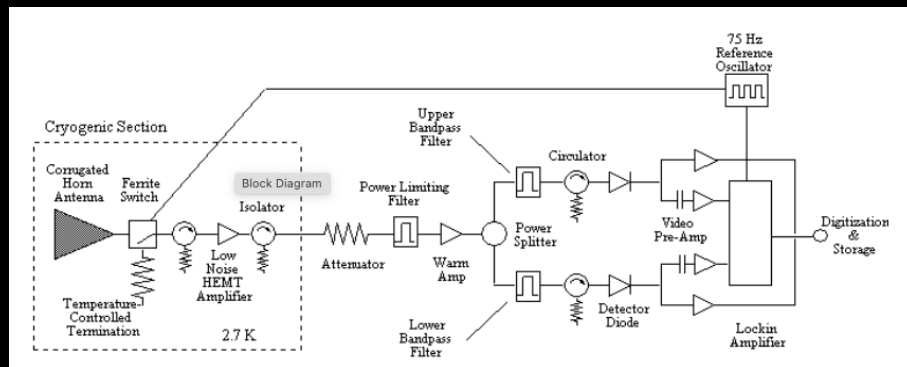 75 Hz
Reference
Oscillator
Cryogenic Section
Upper
Bandpass
Filter
Corrugated
Horn
Antenna
Ferrite
Switch
Block Diagram
Isolator
Power Limiting
Filter
Circulator
Low
Noise
HEMT
Amplifier
Attenuator
Warm
Amp
Power
Splitter
Video
Pre-Amp
Digitization
&
Storage
Temperature-
Controlled
Termination
2.7 K
Lower
Bandpass
Filter
Detector
Diode
Lockin
Amplifier